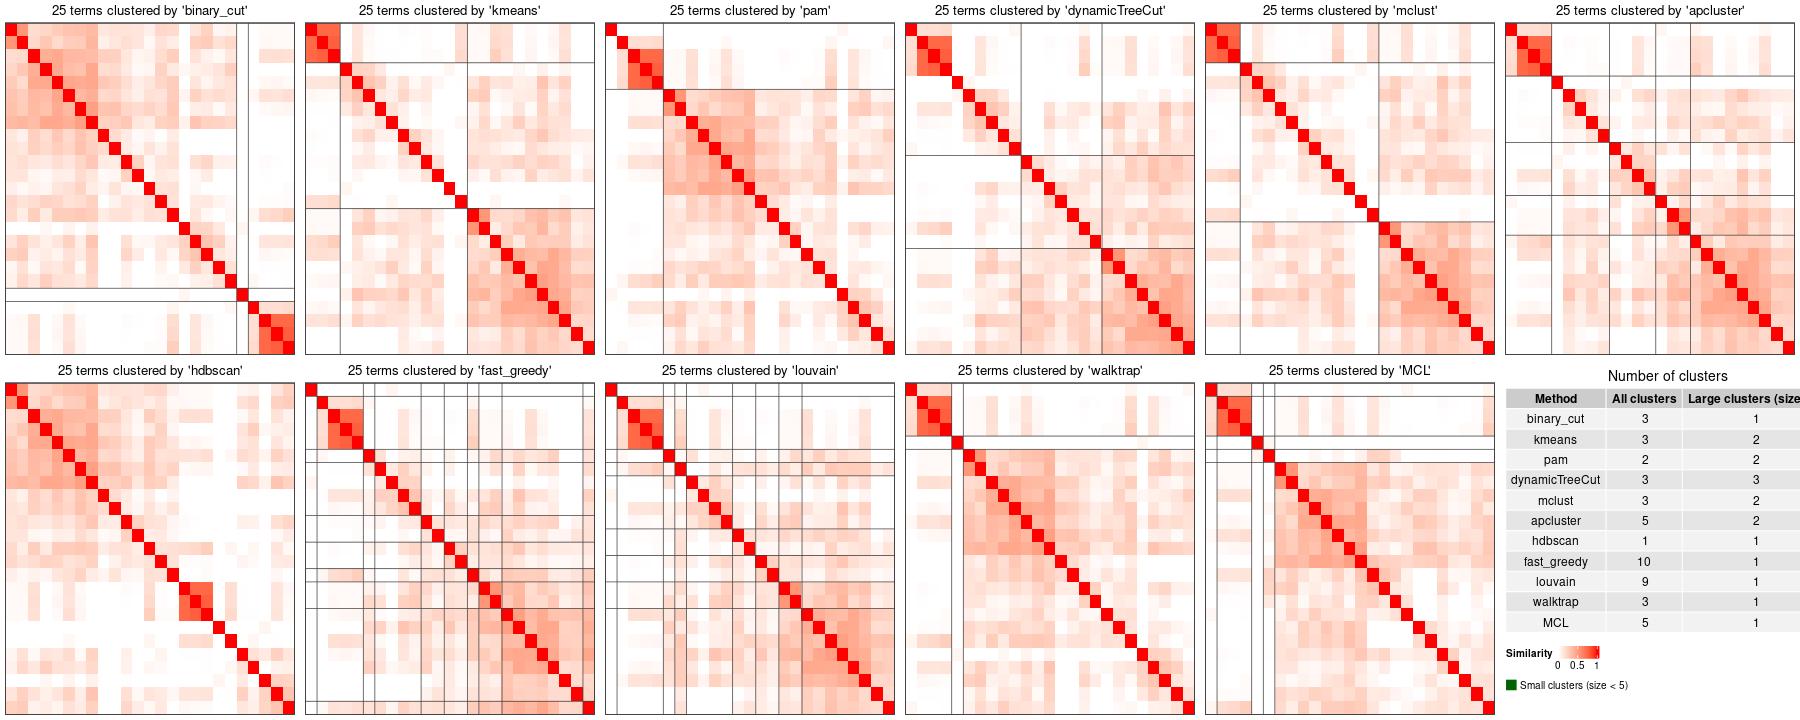 25 terms clustered by 'binary_cut'
25 terms clustered by 'kmeans'
25 terms clustered by 'pam'
25 terms clustered by 'dynamicTreeCut'
25 terms clustered by 'mclust'
25 terms clustered by 'apcluster'
25 terms clustered by 'hdbscan'
25 terms clustered by 'fast_greedy'
25 terms clustered by 'louvain'
25 terms clustered by 'walktrap'
25 terms clustered by 'MCL'
Number of clusters
Method All clusters Large clusters (size
binary_cut 3 1
kmeans 3 2
pam 2 2
dynamicTreeCut 3 3
mclust 3 2
apcluster 5 2
hdbscan 1 1
fast_greedy 10 1
louvain 9 1
walktrap 3 1
MCL 5 1
Similarity
0 0.5 1
Small clusters (size < 5)